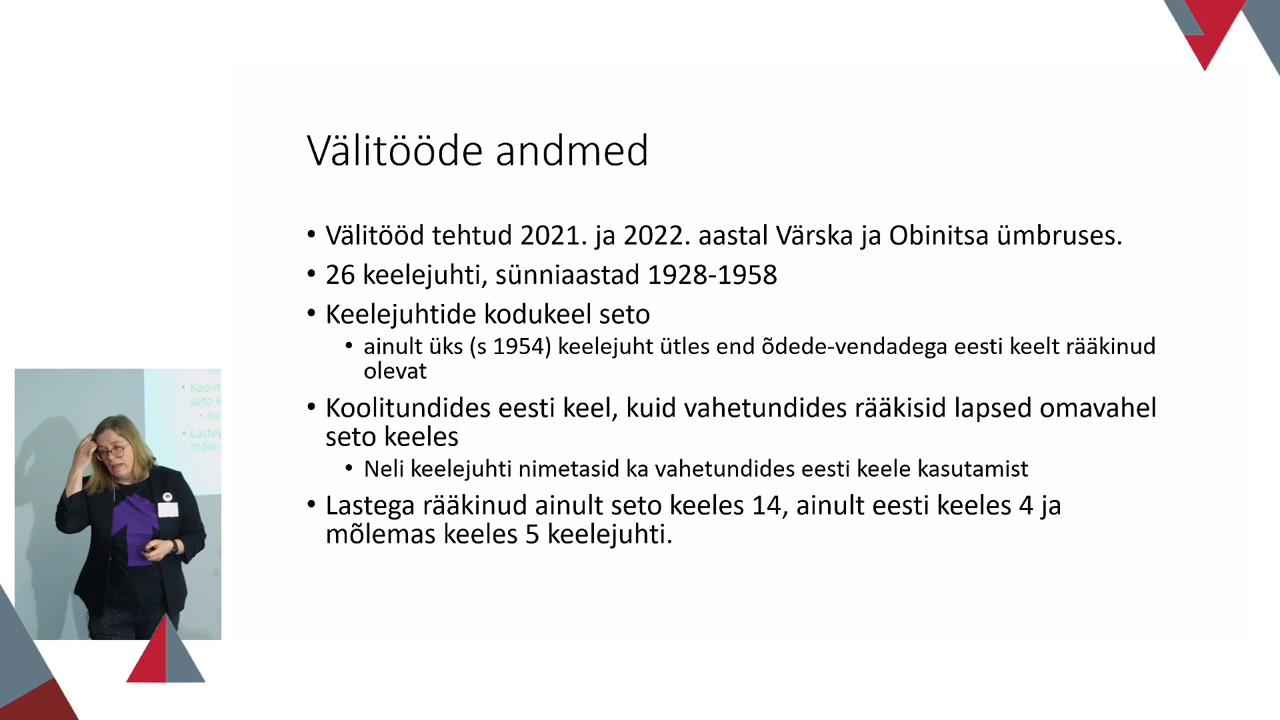 Välitööde andmed
• Välitööd tehtud 2021. ja 2022. aastal Värska ja Obinitsa ümbruses.
• 26 keelejuhti, sünniaastad 1928-1958
• Keelejuhtide kodukeel seto
• ainult üks (s 1954) keelejuht ütles end õdede-vendadega eesti keelt rääkinud
olevat
• Koolitundides eesti keel, kuid vahetundides rääkisid lapsed omavahel
seto keeles
• Neli keelejuhti nimetasid ka vahetundides eesti keele kasutamist
• Lastega rääkinud ainult seto keeles 14, ainult eesti keeles 4 ja
mõlemas keeles 5 keelejuhti.